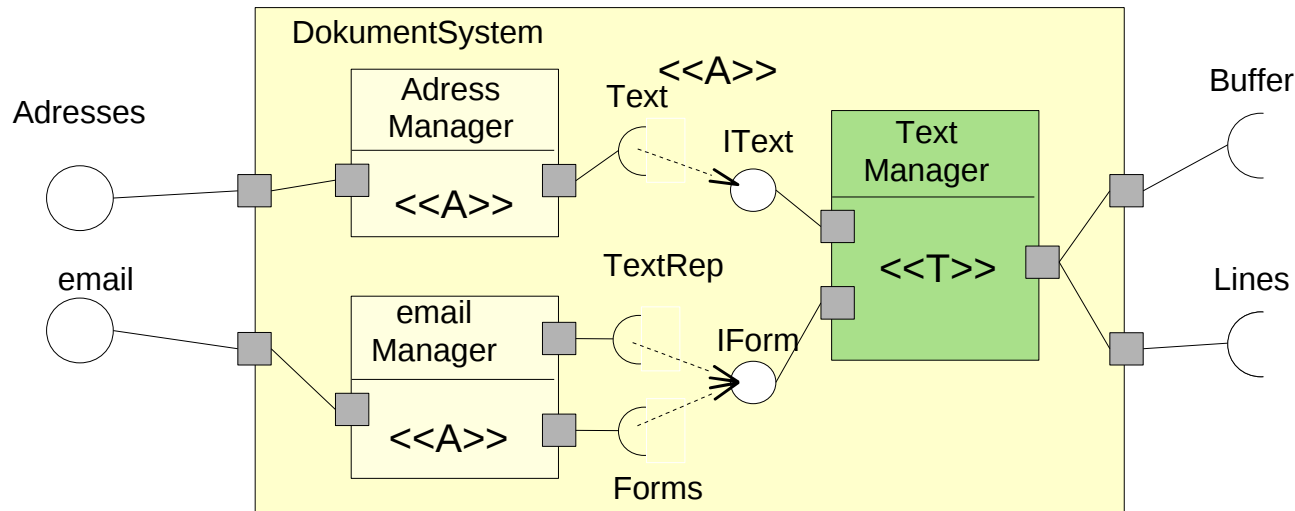 DokumentSystem
<<A>>
Adresses
Adress
Manager
<<A>>
Text
IText
Text
Manager
<<T>>
Buffer
email
email
Manager
<<A>>
TextRep
IForm
Forms
Lines